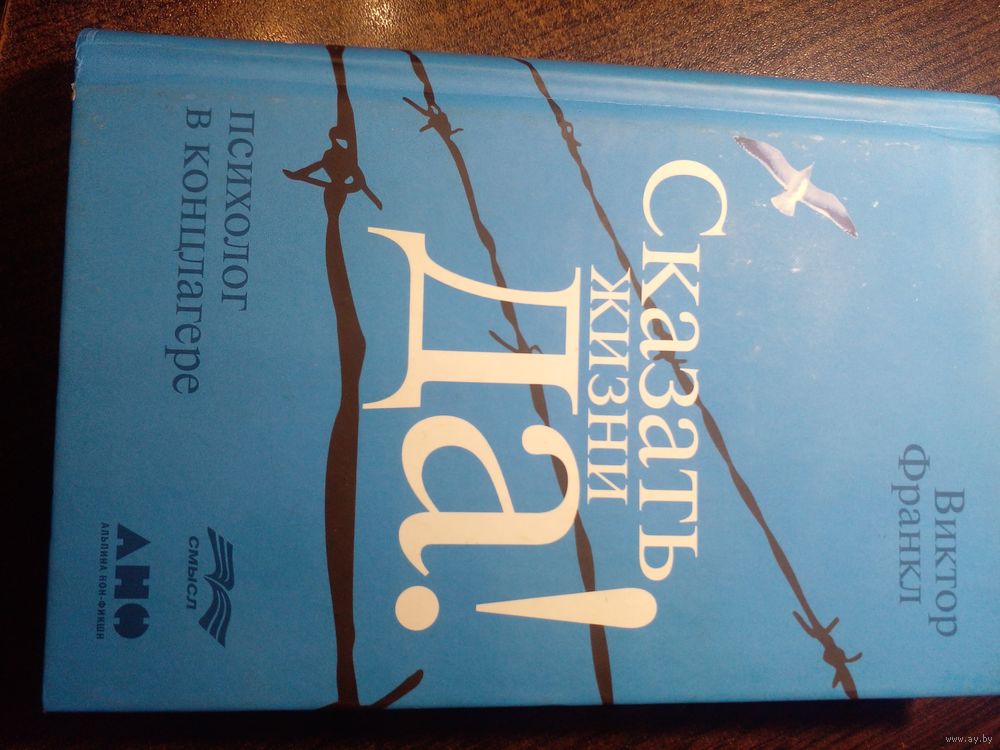 Виктор
Франкл
Сказать
жизни
Да!
психолог
в концлагере
смысл
АНФ
АЛЬПИНА НОН-ФИКШН
www.ay.by